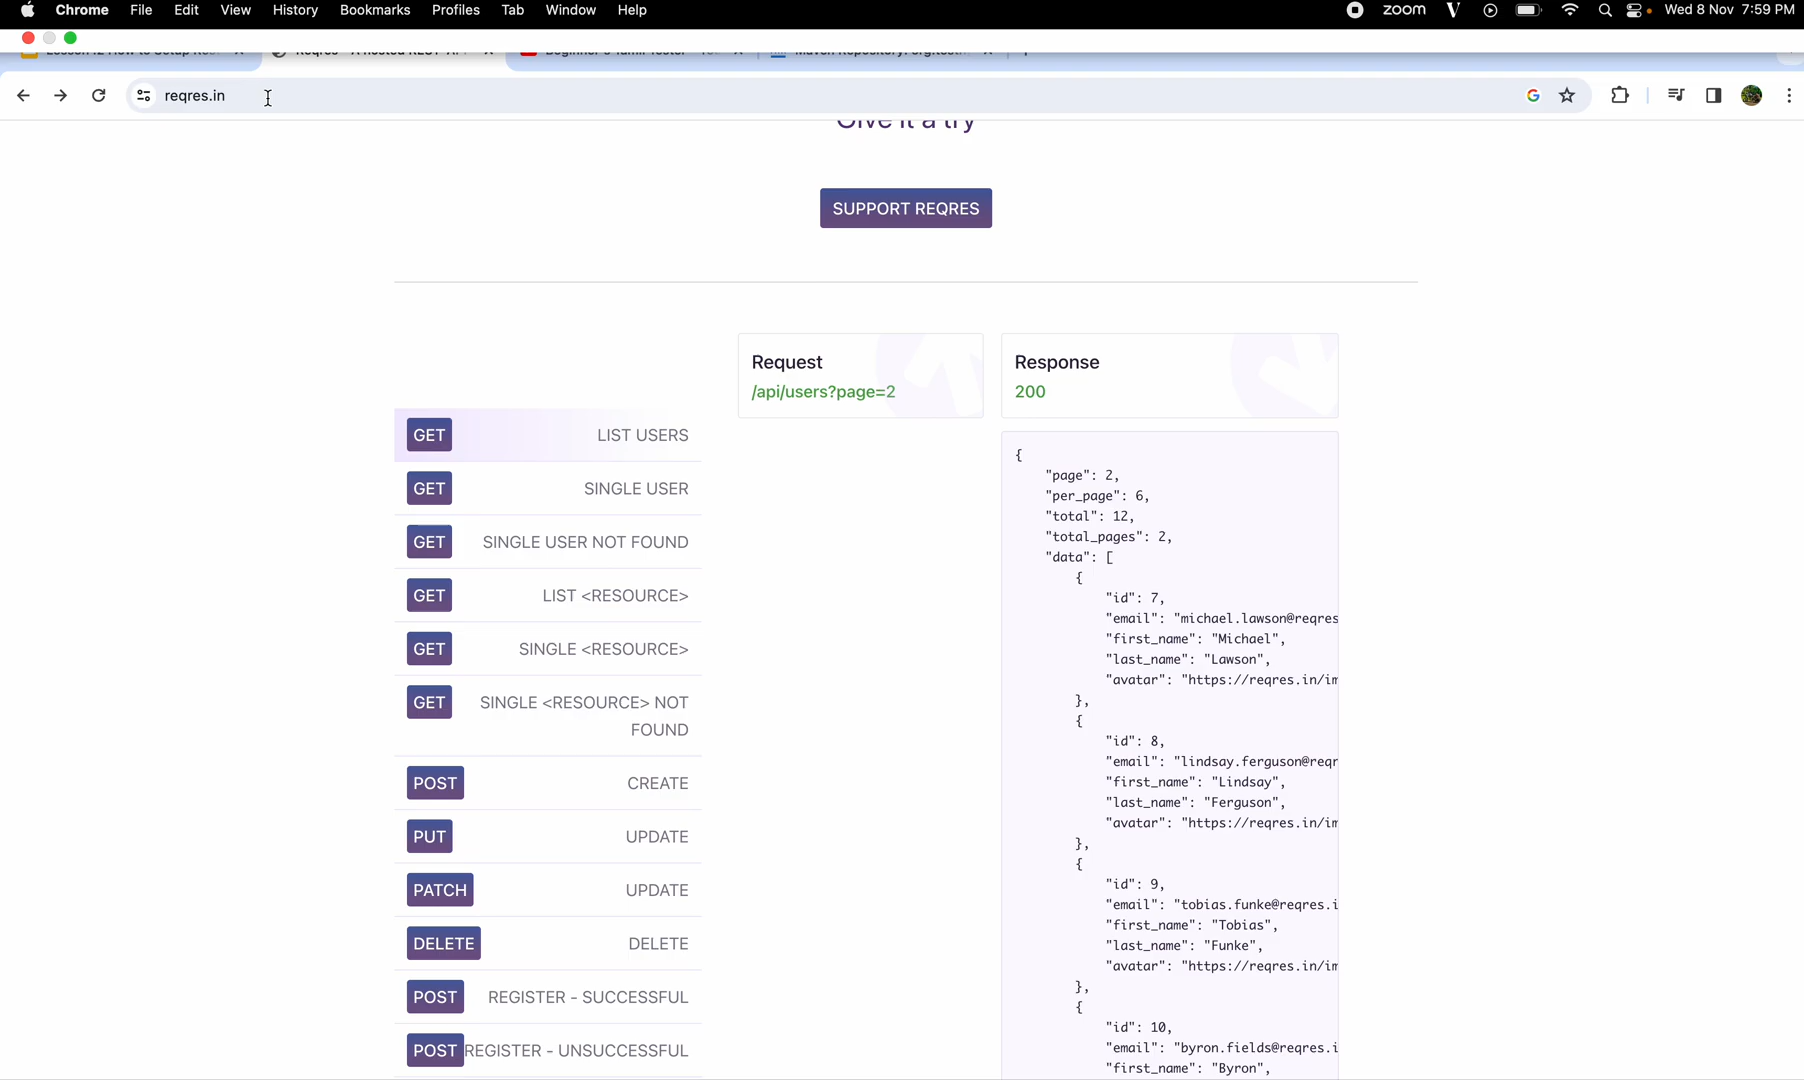 Chrome File Edit View History Bookmarks Profiles Tab Window Help zoom V Wed 8 Nov 7:59 PM
reqres.in
Give it a try
SUPPORT REQRES
Request
/api/users?page=2
Response
200
GET LIST USERS
GET SINGLE USER
GET SINGLE USER NOT FOUND
GET LIST <RESOURCE>
GET SINGLE <RESOURCE>
GET SINGLE <RESOURCE> NOT
FOUND
POST CREATE
PUT UPDATE
PATCH UPDATE
DELETE DELETE
POST REGISTER - SUCCESSFUL
POST REGISTER - UNSUCCESSFUL
{
"page": 2,
"per_page": 6,
"total": 12,
"total_pages": 2,
"data": [
{
"id": 7,
"email": "michael.lawson@reqres
"first_name": "Michael",
"last_name": "Lawson",
"avatar": "https://reqres.in/im
},
{
"id": 8,
"email": "lindsay.ferguson@reqr
"first_name": "Lindsay",
"last_name": "Ferguson",
"avatar": "https://reqres.in/im
},
{
"id": 9,
"email": "tobias.funke@reqres.i
"first_name": "Tobias",
"last_name": "Funke",
"avatar": "https://reqres.in/im
},
{
"id": 10,
"email": "byron.fields@reqres.i
"first_name": "Byron",